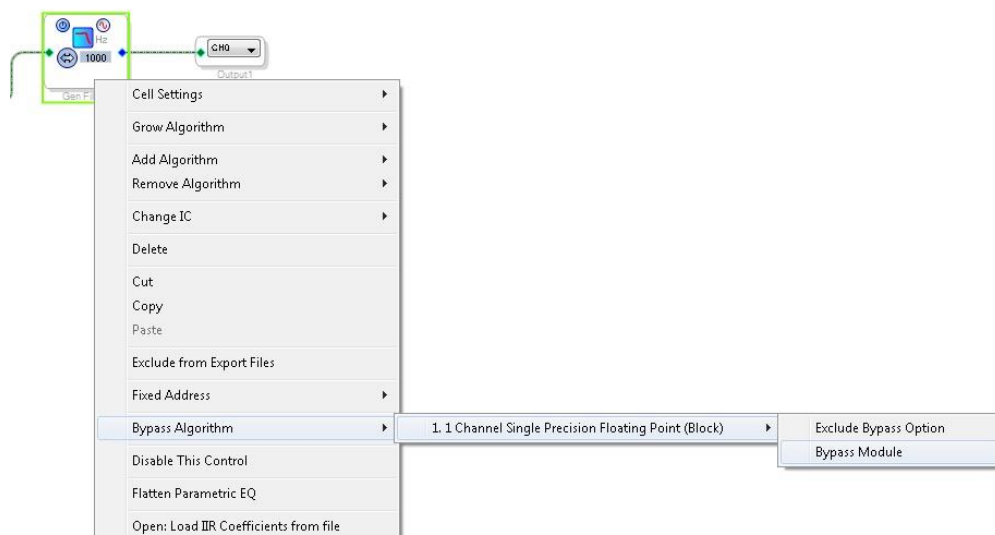 Hz
1000
CH0
Output1
Gen Fi
Cell Settings
Grow Algorithm
Add Algorithm
Remove Algorithm
Change IC
Delete
Cut
Copy
Paste
Exclude from Export Files
Fixed Address
Bypass Algorithm
1. 1 Channel Single Precision Floating Point (Block)
Exclude Bypass Option
Bypass Module
Disable This Control
Flatten Parametric EQ
Open: Load IIR Coefficients from file